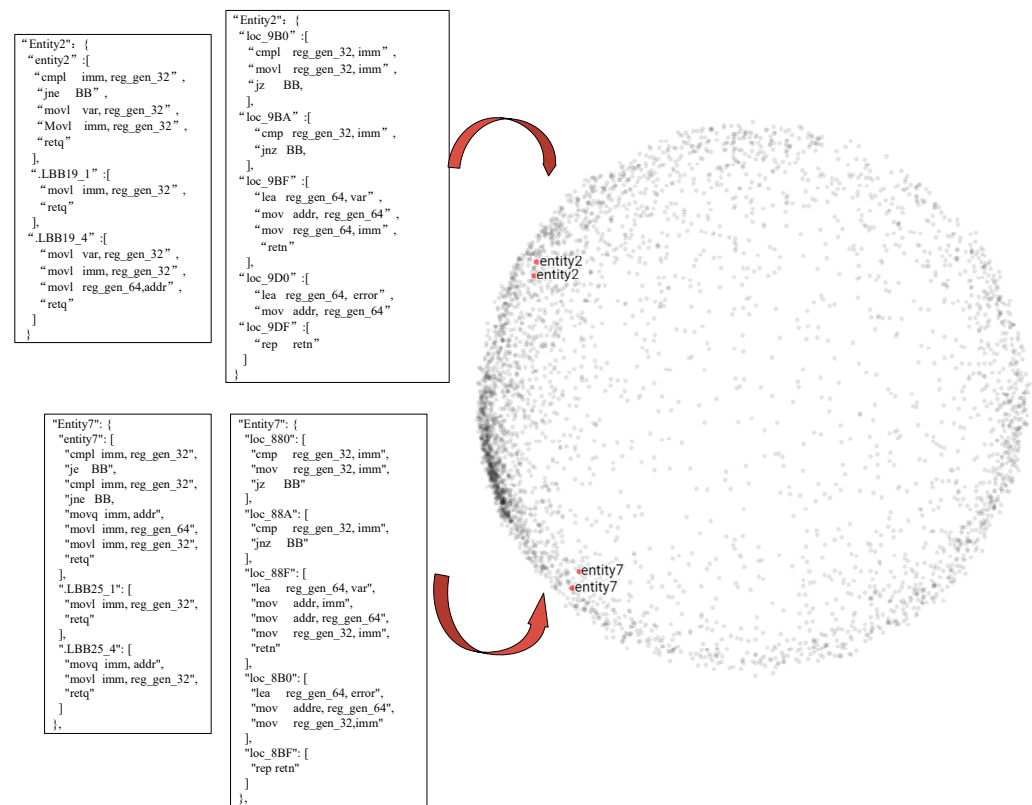 “Entity2": {
“entity2” :[
“cmpl imm, reg_gen_32” ,
“jne BB” ,
“movl var, reg_gen_32” ,
“Movl imm, reg_gen_32” ,
“retq”
],
“.LBB19_1” :[
“movl imm, reg_gen_32” ,
“retq”
],
“.LBB19_4” :[
“movl var, reg_gen_32” ,
“movl imm, reg_gen_32” ,
“movl reg_gen_64,addr” ,
“retq”
]
}
“Entity2”: {
“loc_9B0” :[
“cmpl reg_gen_32, imm” ,
“movl reg_gen_32, imm” ,
“jz BB,
],
“loc_9BA” :[
“cmp reg_gen_32, imm” ,
“jnz BB,
],
“loc_9BF” :[
“lea reg_gen_64, var” ,
“mov addr, reg_gen_64” ,
“mov reg_gen_64, imm” ,
“retn”
],
“loc_9D0” :[
“lea reg_gen_64, error” ,
“mov addr, reg_gen_64”
“loc_9DF” :[
“rep retn”
]
}
entity2
entity2
"Entity7": {
"entity7": [
"cmpl imm, reg_gen_32",
"je BB",
"cmpl imm, reg_gen_32",
"jne BB,
"movq imm, addr",
"movl imm, reg_gen_64",
"movl imm, reg_gen_32",
"retq"
],
".LBB25_1": [
"movl imm, reg_gen_32",
"retq"
],
".LBB25_4": [
"movq imm, addr",
"movl imm, reg_gen_32",
"retq"
]
},
"Entity7": {
"loc_880": [
"cmp reg_gen_32, imm",
"mov reg_gen_32, imm",
"jz BB"
],
"loc_88A": [
"cmp reg_gen_32, imm",
"jnz BB"
],
"loc_88F": [
"lea reg_gen_64, var",
"mov addr, imm",
"mov addr, reg_gen_64",
"mov reg_gen_32, imm",
"retn"
],
"loc_8B0": [
"lea reg_gen_64, error",
"mov addre, reg_gen_64",
"mov reg_gen_32,imm"
],
"loc_8BF": [
"rep retn"
]
},
entity7
entity7